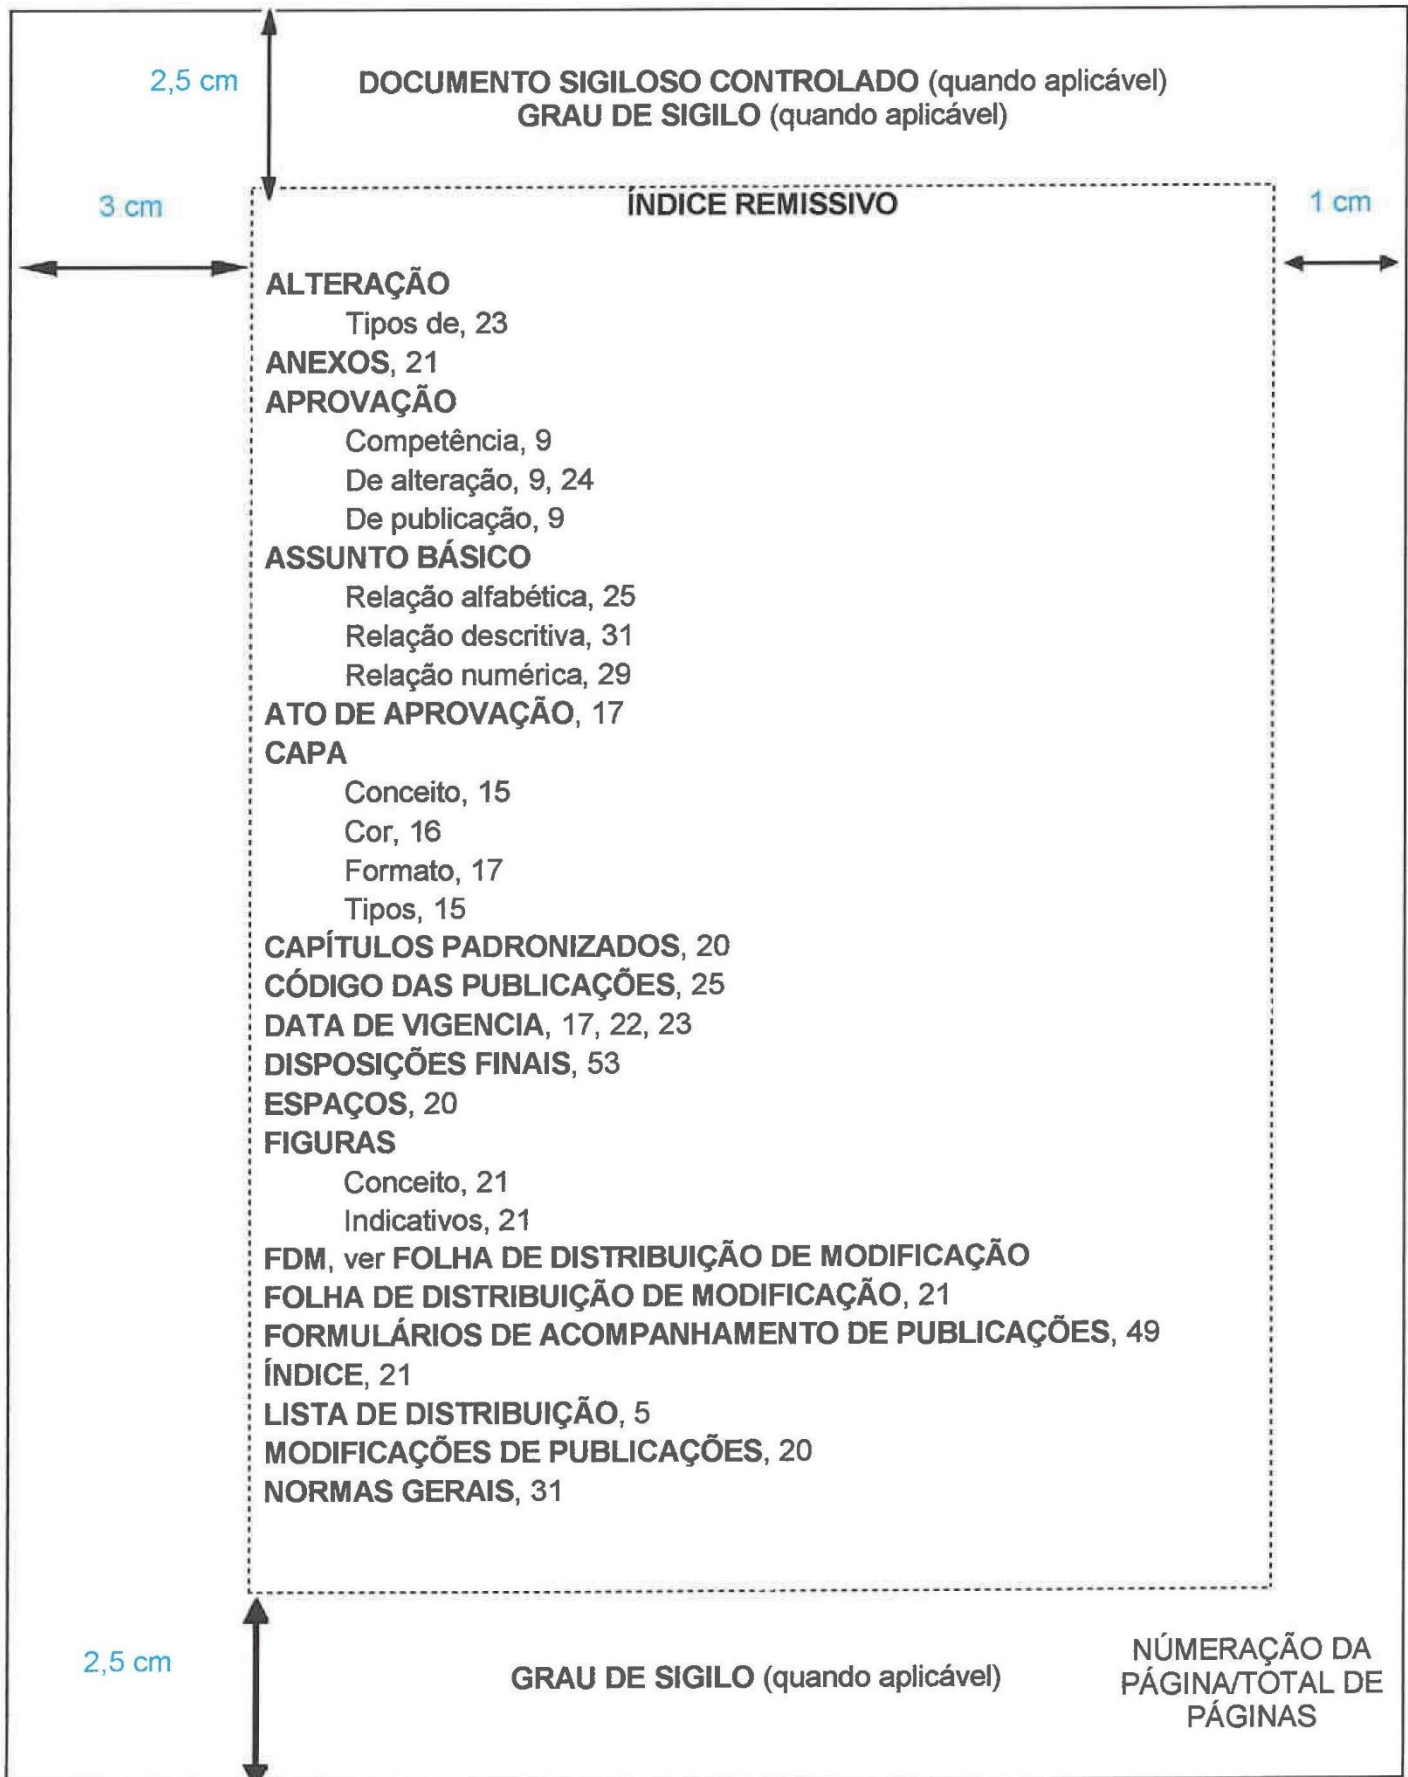 2,5 cm
DOCUMENTO SIGILOSO CONTROLADO (quando aplicável)
GRAU DE SIGILO (quando aplicável)
3 cm
ÍNDICE REMISSIVO
1 cm
ALTERAÇÃO
Tipos de, 23
ANEXOS, 21
APROVAÇÃO
Competência, 9
De alteração, 9, 24
De publicação, 9
ASSUNTO BÁSICO
Relação alfabética, 25
Relação descritiva, 31
Relação numérica, 29
ATO DE APROVAÇÃO, 17
CAPA
Conceito, 15
Cor, 16
Formato, 17
Tipos, 15
CAPÍTULOS PADRONIZADOS, 20
CÓDIGO DAS PUBLICAÇÕES, 25
DATA DE VIGENCIA, 17, 22, 23
DISPOSIÇÕES FINAIS, 53
ESPAÇOS, 20
FIGURAS
Conceito, 21
Indicativos, 21
FDM, ver FOLHA DE DISTRIBUIÇÃO DE MODIFICAÇÃO
FOLHA DE DISTRIBUIÇÃO DE MODIFICAÇÃO, 21
FORMULÁRIOS DE ACOMPANHAMENTO DE PUBLICAÇÕES, 49
ÍNDICE, 21
LISTA DE DISTRIBUIÇÃO, 5
MODIFICAÇÕES DE PUBLICAÇÕES, 20
NORMAS GERAIS, 31
2,5 cm
GRAU DE SIGILO (quando aplicável)
NÚMERAÇÃO DA
PÁGINA/TOTAL DE
PÁGINAS